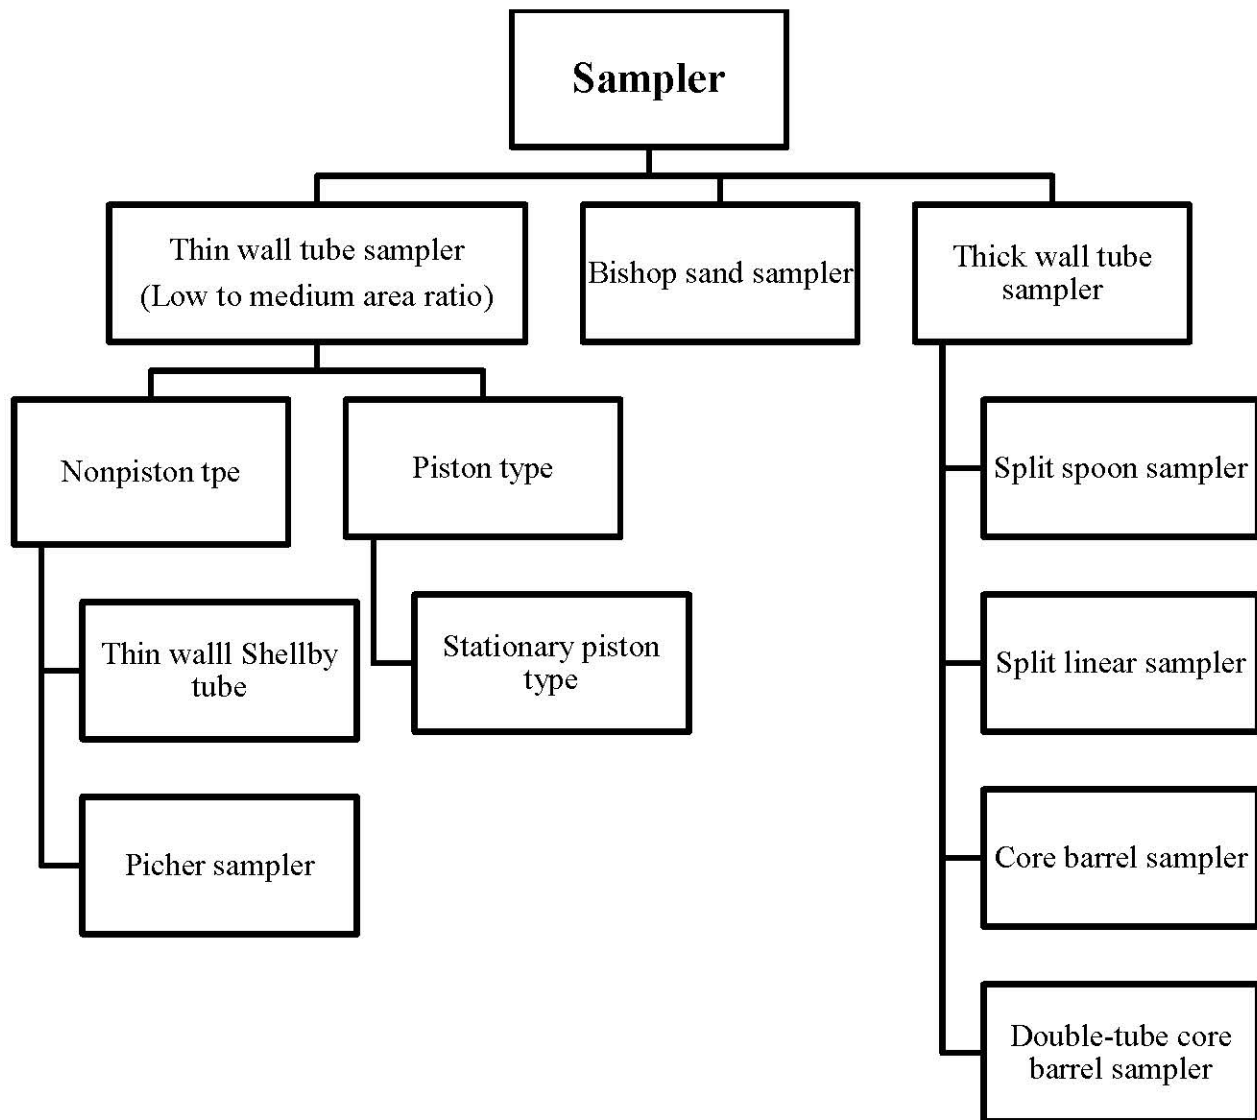 Sampler
Thin wall tube sampler
(Low to medium area ratio)
Bishop sand sampler
Thick wall tube
sampler
Nonpiston tpe
Piston type
Split spoon sampler
Thin walll Shellby
tube
Stationary piston
type
Split linear sampler
Picher sampler
Core barrel sampler
Double-tube core
barrel sampler